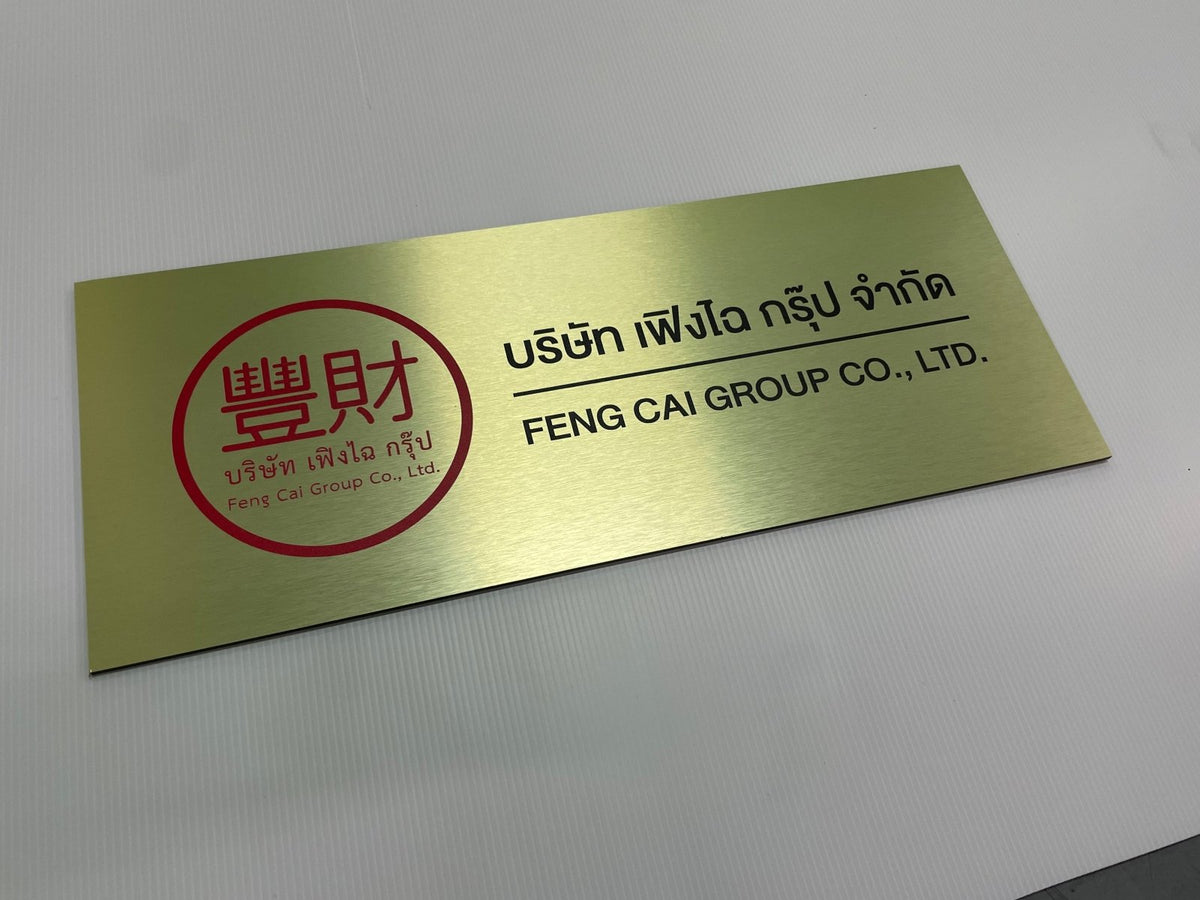 豐財
บริษัท เฟิงไฉ กรุ๊ป
Feng Cai Group Co., Ltd.
บริษัท เฟิงไฉ กรุ๊ป จำกัด
FENG CAI GROUP CO., LTD.